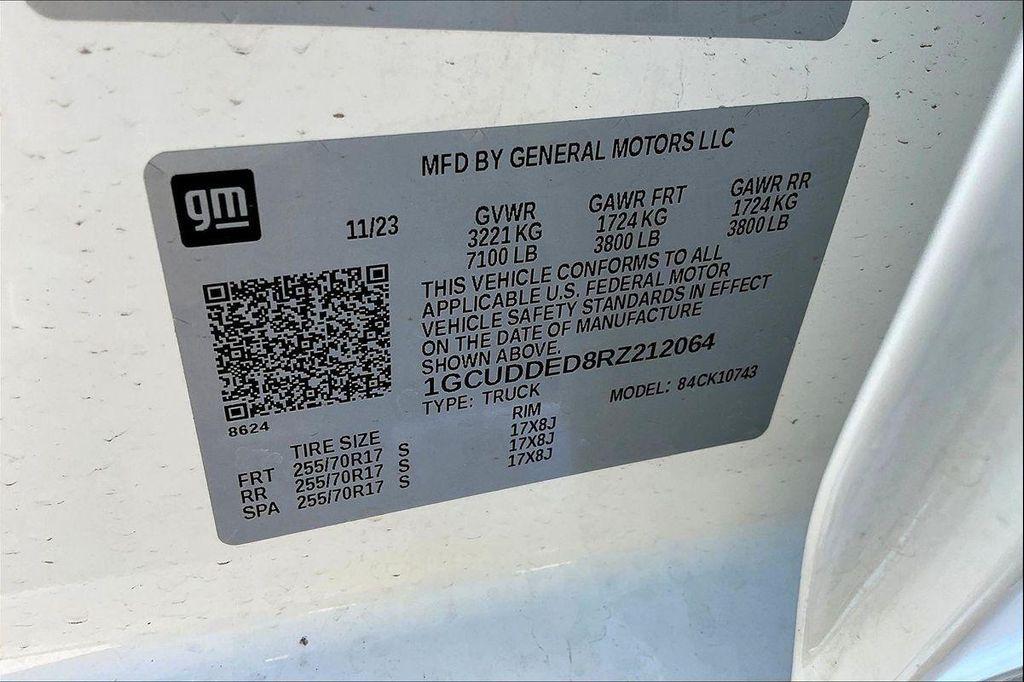 gm
MFD BY GENERAL MOTORS LLC
11/23
GVWR
3221 KG
7100 LB
GAWR FRT
1724 KG
3800 LB
GAWR RR
1724 KG
3800 LB
THIS VEHICLE CONFORMS TO ALL
APPLICABLE U.S. FEDERAL MOTOR
VEHICLE SAFETY STANDARDS IN EFFECT
ON THE DATE OF MANUFACTURE
SHOWN ABOVE.
1GCUDDED8RZ212064
TYPE: TRUCK MODEL: 84CK10743
8624
TIRE SIZE RIM
FRT 255/70R17 S 17X8J
RR 255/70R17 S 17X8J
SPA 255/70R17 S 17X8J